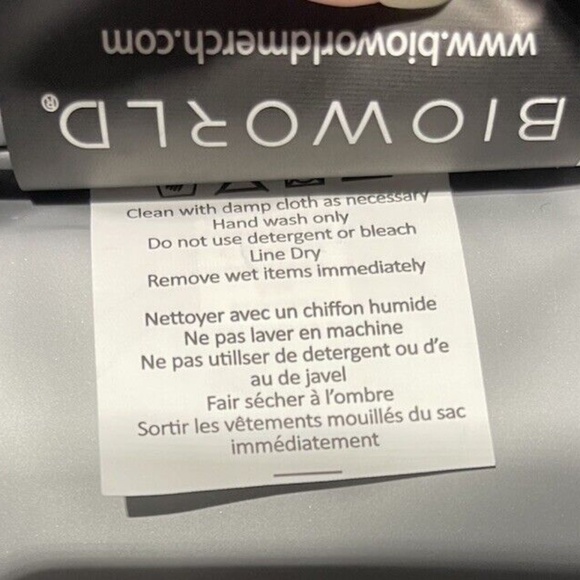 www.bioworldmerch.com
BIOWORLD®
Clean with damp cloth as necessary
Hand wash only
Do not use detergent or bleach
Line Dry
Remove wet items immediately
Nettoyer avec un chiffon humide
Ne pas laver en machine
Ne pas utillser de detergent ou d'e
au de javel
Fair sécher à l'ombre
Sortir les vêtements mouillés du sac
immédiatement